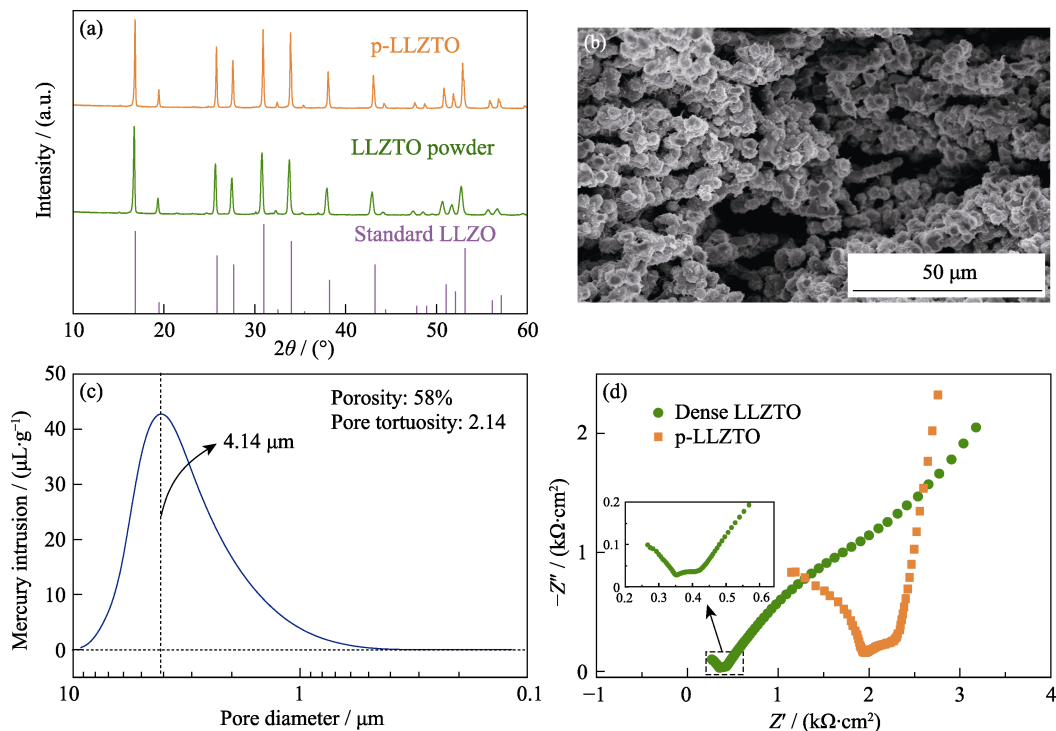 (a)
p-LLZTO
LLZTO powder
Standard LLZO
Intensity / (a.u.)
10 20 30 40 50 60
2θ / (°)
(b)
50 μm
(c)
Porosity: 58%
Pore tortuosity: 2.14
4.14 μm
50
40
30
20
10
0
Mercury intrusion / (μL·g⁻¹)
10 1 0.1
Pore diameter / μm
(d)
Dense LLZTO
p-LLZTO
2
1
0
−Z″ / (kΩ·cm²)
0.2
0.1
0
0.2 0.3 0.4 0.5 0.6
−1 0 1 2 3 4
Z′ / (kΩ·cm²)